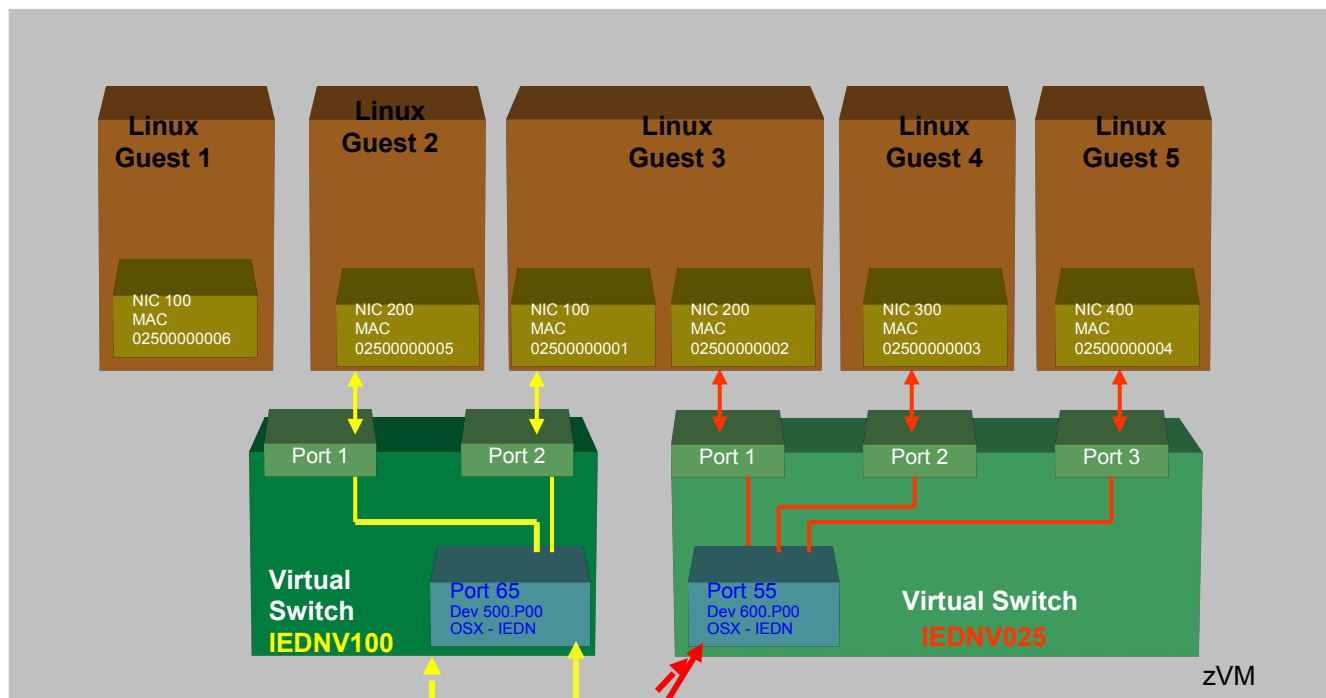 Linux
Guest 1
Linux
Guest 2
Linux
Guest 3
Linux
Guest 4
Linux
Guest 5
NIC 100
MAC
02500000006
NIC 200
MAC
02500000005
NIC 100
MAC
02500000001
NIC 200
MAC
02500000002
NIC 300
MAC
02500000003
NIC 400
MAC
02500000004
Port 1
Port 2
Port 1
Port 2
Port 3
Virtual
Switch
IEDNV100
Port 65
Dev 500.P00
OSX - IEDN
Port 55
Dev 600.P00
OSX - IEDN
Virtual Switch
IEDNV025
zVM